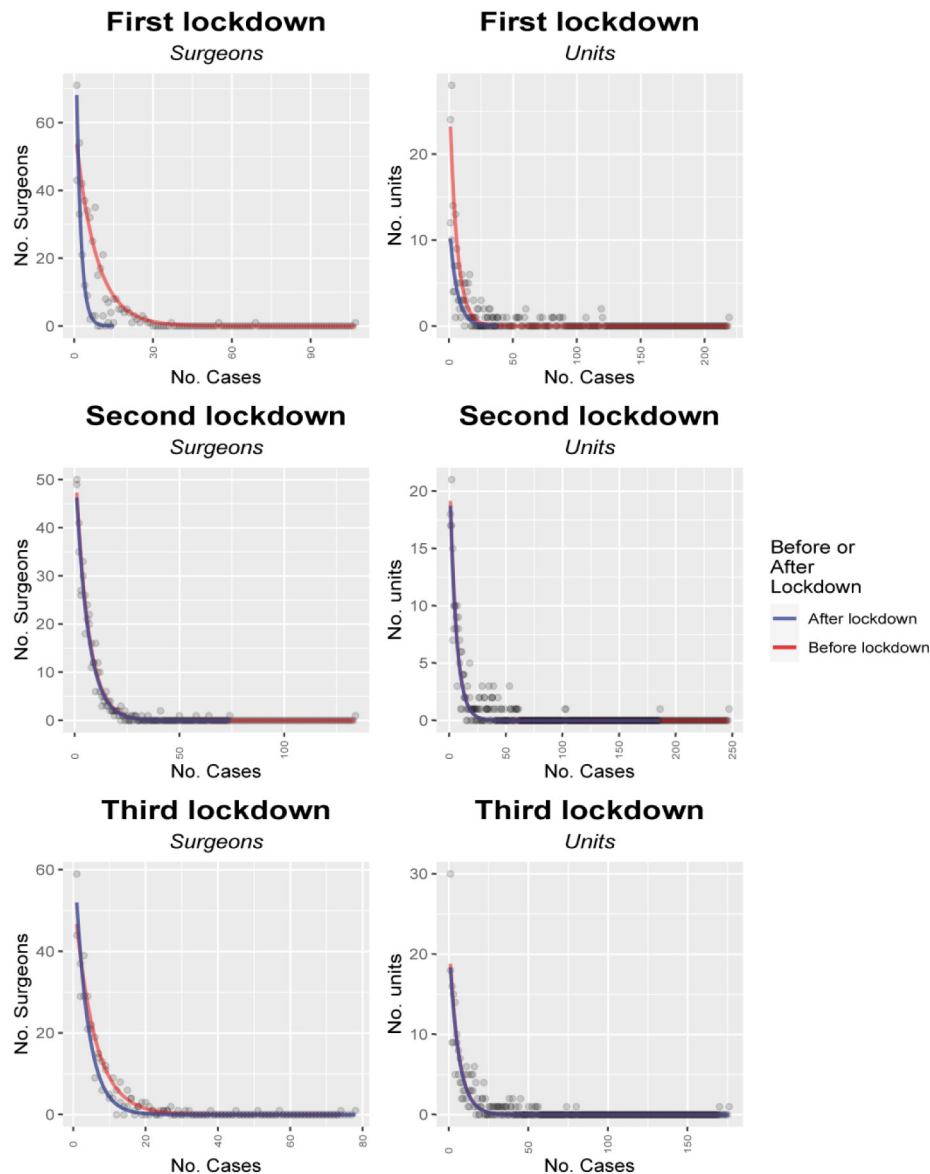 First lockdown
Surgeons
No. Surgeons
60
40
20
0
0
30
60
90
No. Cases
First lockdown
Units
No. units
20
10
0
0
50
100
150
200
No. Cases
Second lockdown
Surgeons
No. Surgeons
50
40
30
20
10
0
0
50
100
No. Cases
Second lockdown
Units
No. units
20
15
10
5
0
0
50
100
150
200
250
No. Cases
Before or
After
Lockdown
After lockdown
Before lockdown
Third lockdown
Surgeons
No. Surgeons
60
40
20
0
0
20
40
60
80
No. Cases
Third lockdown
Units
No. units
30
20
10
0
0
50
100
150
No. Cases